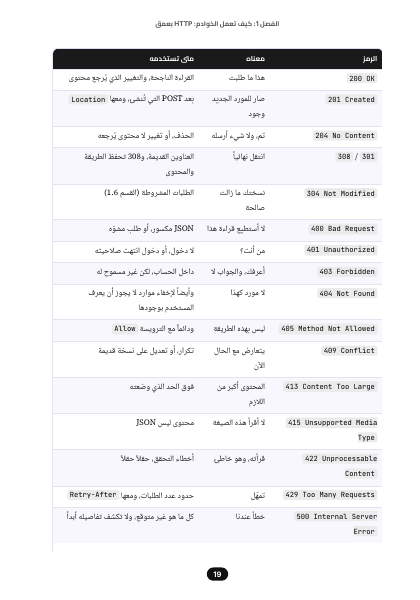 الفصل 1: كيف تعمل الخوادم: HTTP بعمق
الرمز معناه متى تستخدمه
200 OK هذا ما طلبت القراءة الناجحة، والتغيير الذي يُرجع محتوى
201 Created صار للمورد الجديد بعد POST التي تُنشئ، ومعها Location
وجود
204 No Content تم، ولا شيء أرسله الحذف، أو تغيير لا محتوى يُرجعه
301 / 308 انتقل نهائياً العناوين القديمة، و308 تحفظ الطريقة
والمحتوى
304 Not Modified نسختك ما زالت الطلبات المشروطة (القسم 1.6)
صالحة
400 Bad Request لا أستطيع قراءة هذا JSON مكسور، أو طلب مشوّه
401 Unauthorized من أنت؟ لا دخول، أو دخول انتهت صلاحيته
403 Forbidden أعرفك، والجواب لا داخل الحساب، لكن غير مسموح له
404 Not Found لا مورد كهذا وأيضاً لإخفاء موارد لا يجوز أن يعرف
المستخدم بوجودها
405 Method Not Allowed ليس بهذه الطريقة ودائماً مع الترويسة Allow
409 Conflict يتعارض مع الحال تكرار، أو تعديل على نسخة قديمة
الآن
413 Content Too Large المحتوى أكبر من فوق الحد الذي وضعته
اللازم
415 Unsupported Media لا أقرأ هذه الصيغة محتوى ليس JSON
Type
422 Unprocessable قرأته، وهو خاطئ أخطاء التحقق، حقلاً حقلاً
Content
429 Too Many Requests تمهّل حدود عدد الطلبات، ومعها Retry-After
500 Internal Server خطأ عندنا كل ما هو غير متوقع، ولا تكشف تفاصيله أبداً
Error
19